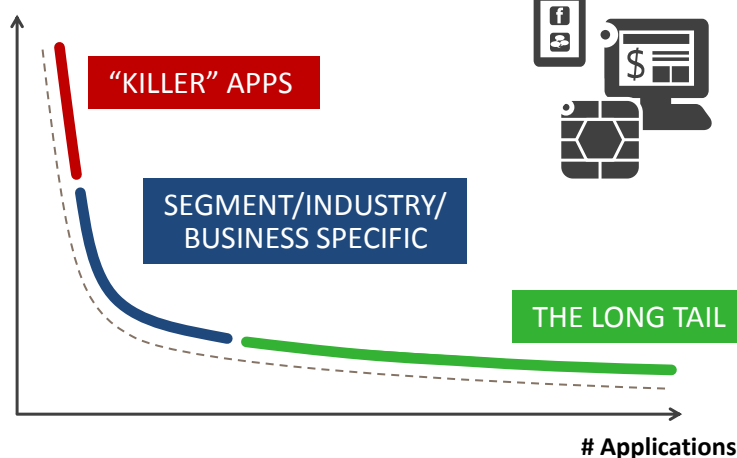 f
$
“KILLER” APPS
SEGMENT/INDUSTRY/
BUSINESS SPECIFIC
THE LONG TAIL
# Applications